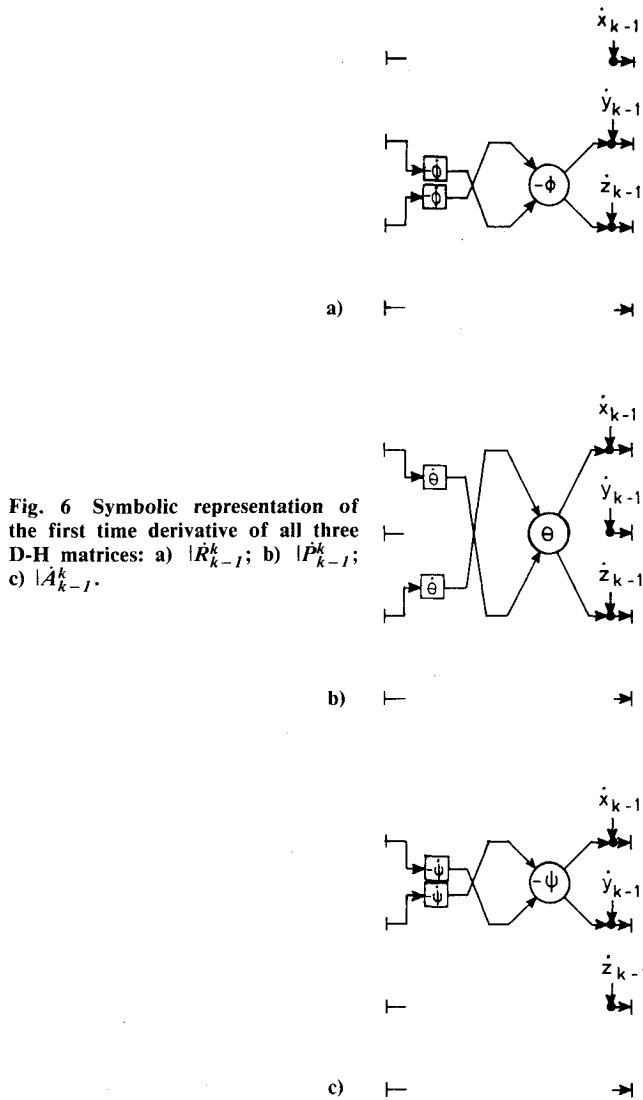 ẋk-1
ẏk-1
-ϕ̇
-ϕ
-ϕ̇
żk-1
a)
ẋk-1
θ̇
ẏk-1
θ
θ̇
żk-1
b)
Fig. 6 Symbolic representation of
the first time derivative of all three
D-H matrices: a) |Ṙᵏk-1; b) |Ṗᵏk-1;
c) |Ȧᵏk-1.
ẋk-1
-ψ̇
-ψ
-ψ̇
ẏk-1
żk-1
c)